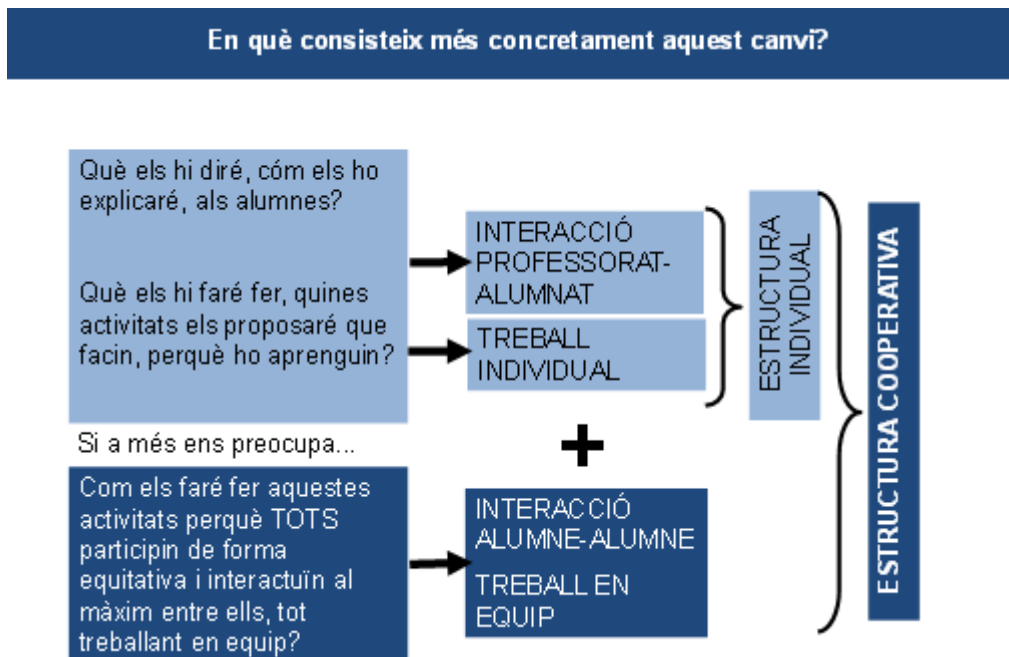 En què consisteix més concretament aquest canvi?
Què els hi diré, cóm els ho
explicaré, als alumnes?
Què els hi faré fer, quines
activitats els proposaré que
facin, perquè ho aprenguin?
INTERACCIÓ
PROFESSORAT-
ALUMNAT
TREBALL
INDIVIDUAL
ESTRUCTURA
INDIVIDUAL
Si a més ens preocupa...
+
Com els faré fer aquestes
activitats perquè TOTS
participin de forma
equitativa i interactuïn al
màxim entre ells, tot
treballant en equip?
INTERACCIÓ
ALUMNE-ALUMNE
TREBALL EN
EQUIP
ESTRUCTURA COOPERATIVA